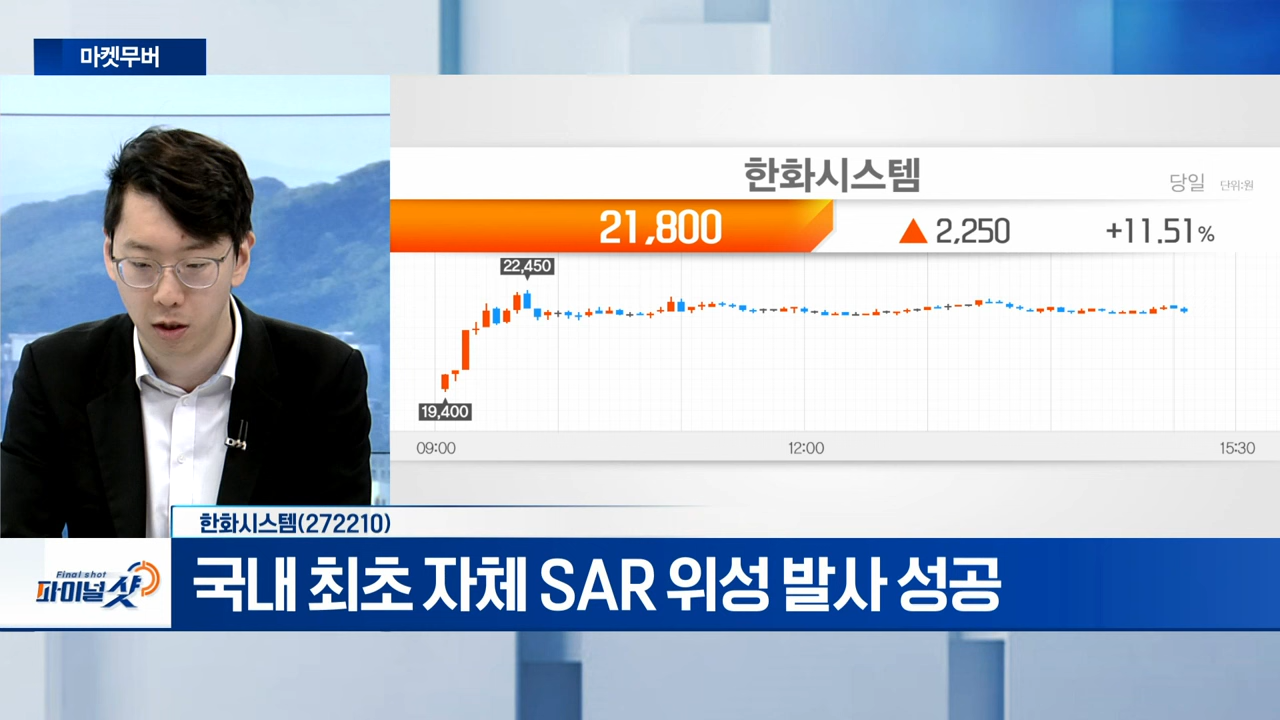 마켓무버
한화시스템
당일 단위:원
21,800 ▲ 2,250 +11.51%
22,450
19,400
09:00 12:00 15:30
한화시스템(272210)
Final shot
파이널샷
국내 최초 자체 SAR 위성 발사 성공